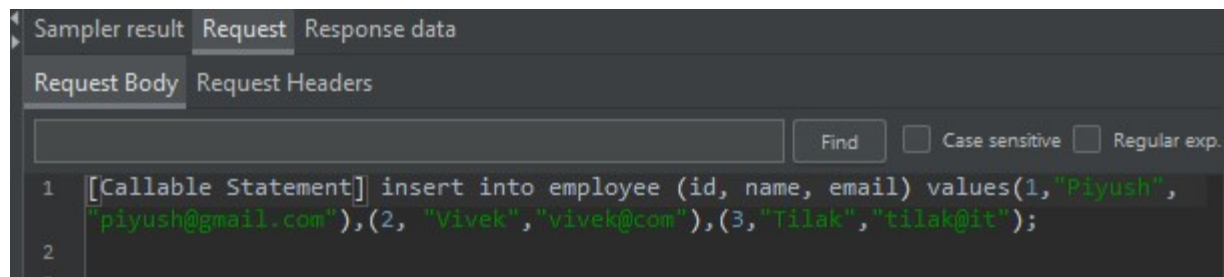 Sampler result Request Response data
Request Body Request Headers
Find Case sensitive Regular exp.
1 [Callable Statement] insert into employee (id, name, email) values(1,"Piyush",
"piyush@gmail.com"),(2, "Vivek","vivek@com"),(3,"Tilak","tilak@it");
2